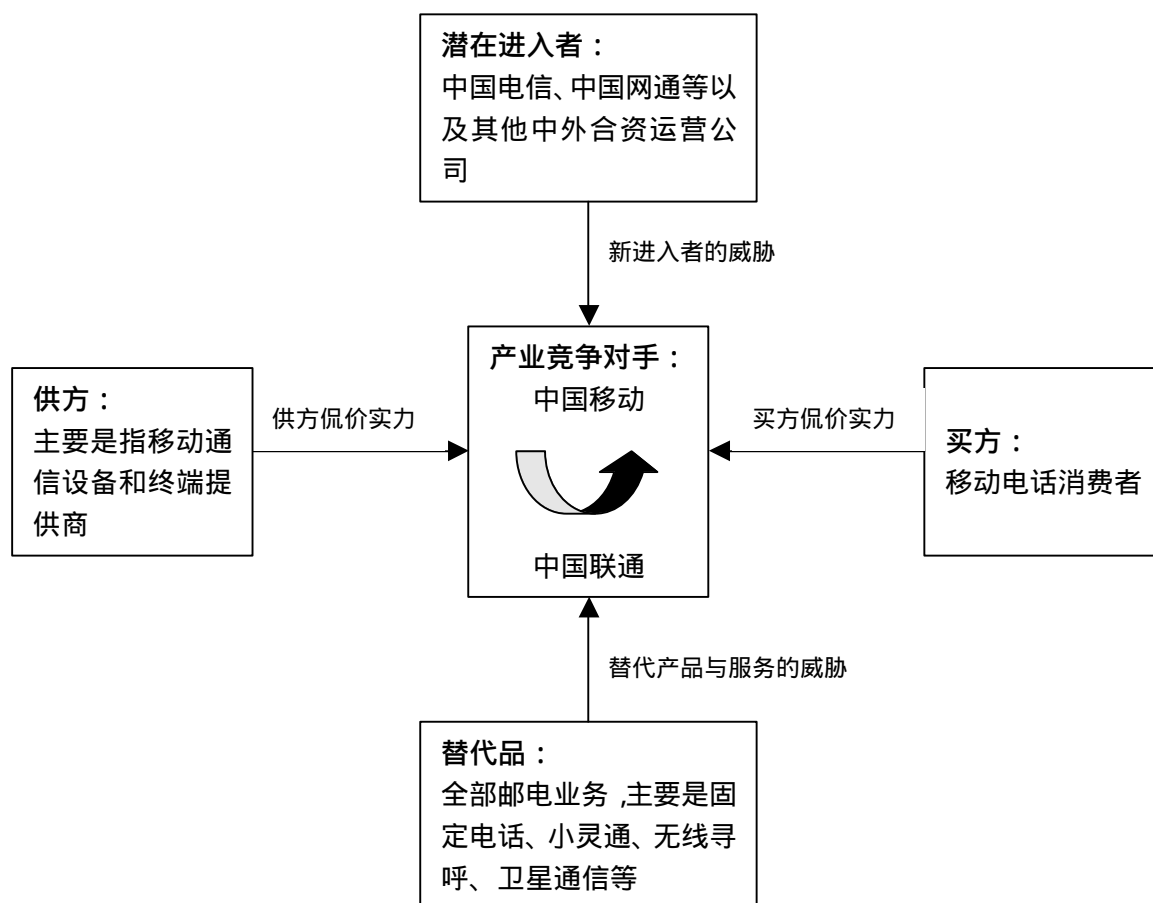 潜在进入者：
中国电信、中国网通等以
及其他中外合资运营公
司
新进入者的威胁
产业竞争对手：
中国移动
中国联通
供方：
主要是指移动通
信设备和终端提
供商
供方侃价实力
买方侃价实力
买方：
移动电话消费者
替代产品与服务的威胁
替代品：
全部邮电业务,主要是固
定电话、小灵通、无线寻
呼、卫星通信等